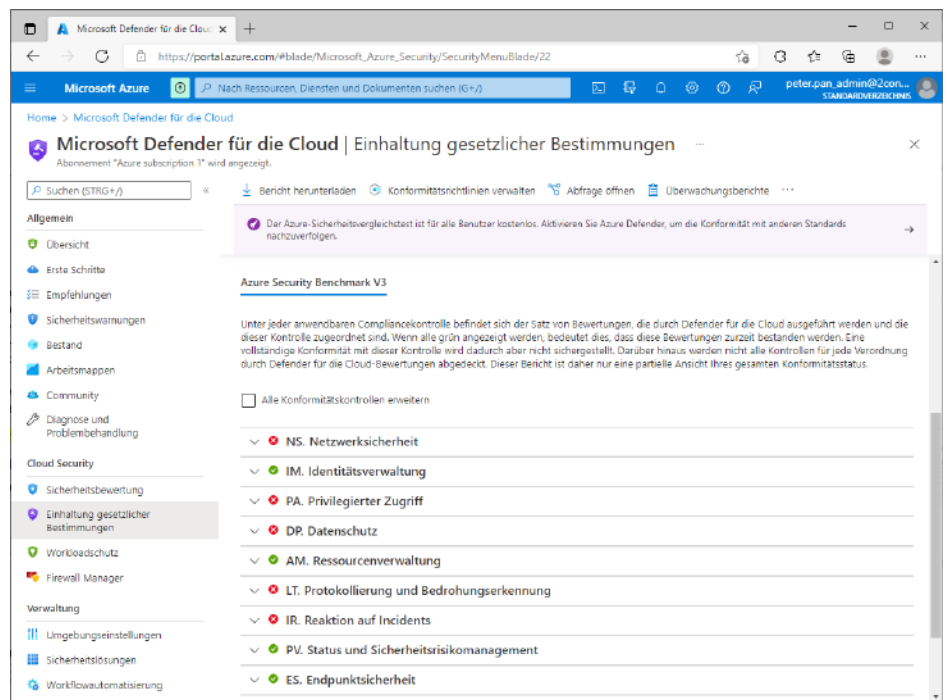 Microsoft Defender für die Clou
https://portal.azure.com/#blade/Microsoft_Azure_Security/SecurityMenuBlade/22
Microsoft Azure
Nach Ressourcen, Diensten und Dokumenten suchen (G+/)
peter.pan_admin@2con...
STANDARDVERZEICHNIS
Home > Microsoft Defender für die Cloud
Microsoft Defender für die Cloud | Einhaltung gesetzlicher Bestimmungen ...
Abonnement "Azure subscription 1" wird angezeigt.
Suchen (STRG+/)
«
Bericht herunterladen
Konformitätsrichtlinien verwalten
Abfrage öffnen
Überwachungsberichte
...
Allgemein
Übersicht
Erste Schritte
Empfehlungen
Sicherheitswarnungen
Bestand
Arbeitsmappen
Community
Diagnose und
Problembehandlung
Cloud Security
Sicherheitsbewertung
Einhaltung gesetzlicher
Bestimmungen
Workloadschutz
Firewall Manager
Verwaltung
Umgebungseinstellungen
Sicherheitslösungen
Workflowautomatisierung
Der Azure-Sicherheitsvergleichstest ist für alle Benutzer kostenlos. Aktivieren Sie Azure Defender, um die Konformität mit anderen Standards
nachzuverfolgen.
Azure Security Benchmark V3
Unter jeder anwendbaren Compliancekontrolle befindet sich der Satz von Bewertungen, die durch Defender für die Cloud ausgeführt werden und die
dieser Kontrolle zugeordnet sind. Wenn alle grün angezeigt werden, bedeutet dies, dass diese Bewertungen zurzeit bestanden werden. Eine
vollständige Konformität mit dieser Kontrolle wird dadurch aber nicht sichergestellt. Darüber hinaus werden nicht alle Kontrollen für jede Verordnung
durch Defender für die Cloud-Bewertungen abgedeckt. Dieser Bericht ist daher nur eine partielle Ansicht Ihres gesamten Konformitätsstatus.
Alle Konformitätskontrollen erweitern
NS. Netzwerksicherheit
IM. Identitätsverwaltung
PA. Privilegierter Zugriff
DP. Datenschutz
AM. Ressourcenverwaltung
LT. Protokollierung und Bedrohungserkennung
IR. Reaktion auf Incidents
PV. Status und Sicherheitsrisikomanagement
ES. Endpunktsicherheit